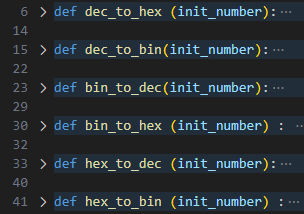 6 > def dec_to_hex (init_number):···
14
15 > def dec_to_bin(init_number):···
22
23 > def bin_to_dec(init_number):···
29
30 > def bin_to_hex (init_number) : ···
32
33 > def hex_to_dec (init_number):···
40
41 > def hex_to_bin (init_number) : ···